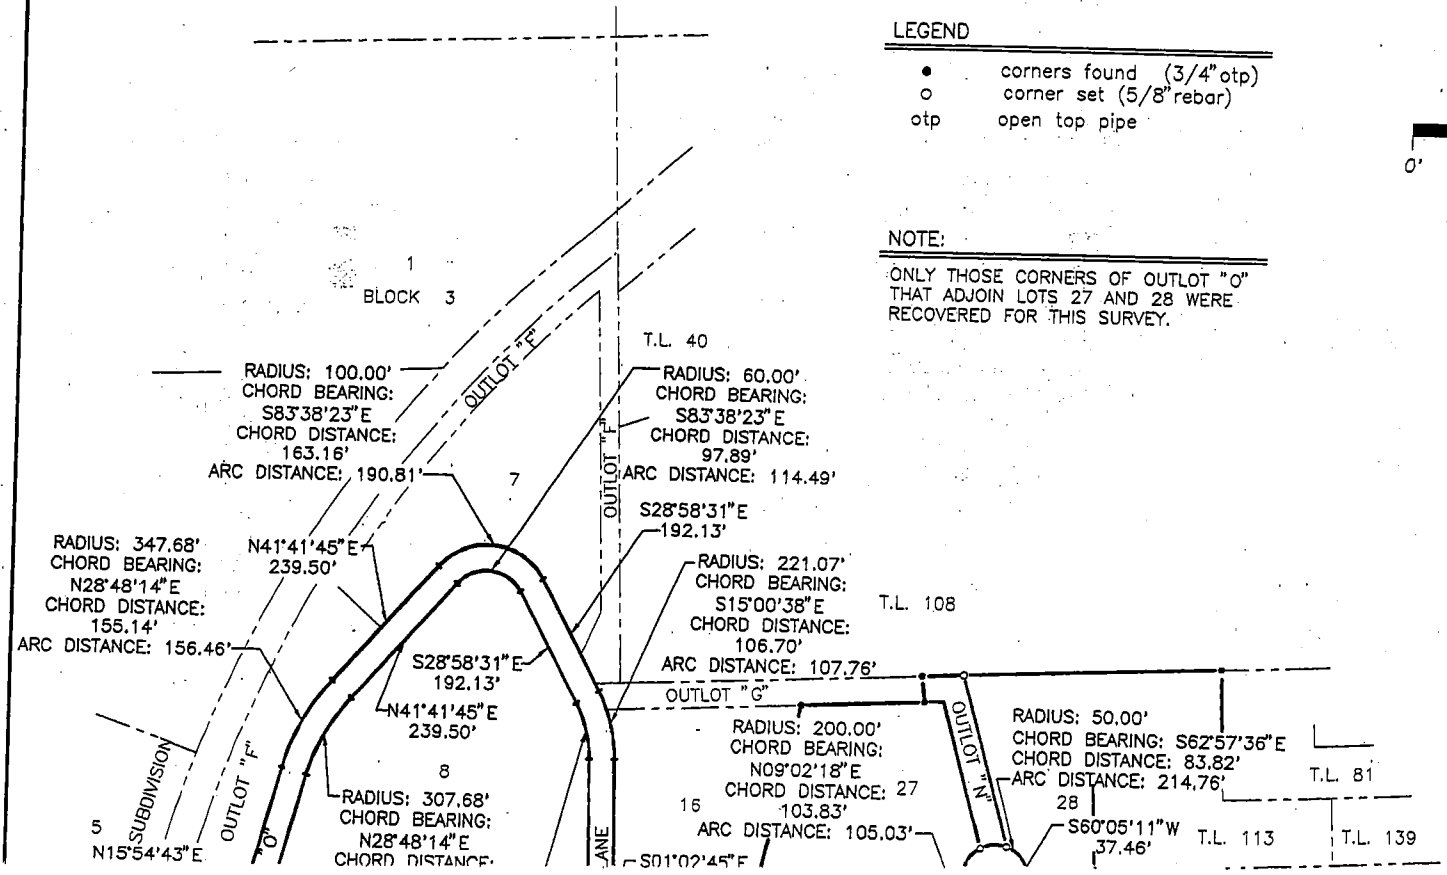 LEGEND
corners found (3/4"otp)
corner set (5/8"rebar)
otp open top pipe
0'
NOTE:
ONLY THOSE CORNERS OF OUTLOT "O"
THAT ADJOIN LOTS 27 AND 28 WERE
RECOVERED FOR THIS SURVEY.
1
BLOCK 3
OUTLOT "F"
T.L. 40
RADIUS: 100.00'
CHORD BEARING:
S83°38'23"E
CHORD DISTANCE:
163.16'
ARC DISTANCE: 190.81'
RADIUS: 60.00'
CHORD BEARING:
S83°38'23"E
CHORD DISTANCE:
97.89'
ARC DISTANCE: 114.49'
OUTLOT "F"
7
S28°58'31"E
192.13'
RADIUS: 347.68'
CHORD BEARING:
N28°48'14"E
CHORD DISTANCE:
155.14'
ARC DISTANCE: 156.46'
N41°41'45"E
239.50'
RADIUS: 221.07'
CHORD BEARING:
S15°00'38"E
CHORD DISTANCE:
106.70'
ARC DISTANCE: 107.76'
T.L. 108
S28°58'31"E
192.13'
N41°41'45"E
239.50'
OUTLOT "G"
RADIUS: 200.00'
CHORD BEARING:
N09°02'18"E
CHORD DISTANCE:
103.83'
ARC DISTANCE: 105.03'
27
16
OUTLOT "N"
RADIUS: 50.00'
CHORD BEARING: S62°57'36"E
CHORD DISTANCE: 83.82'
ARC DISTANCE: 214.76'
28
S60°05'11"W
37.46'
T.L. 81
T.L. 113
T.L. 139
8
RADIUS: 307.68'
CHORD BEARING:
N28°48'14"E
CHORD DISTANCE:
SUBDIVISION
OUTLOT "F"
"O"
5
N15°54'43"E
LANE
S01°02'45"E